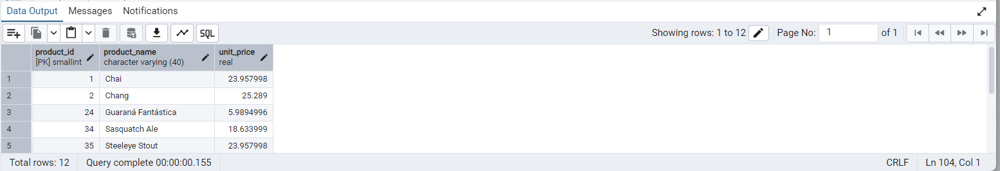 Data Output Messages Notifications
SQL Showing rows: 1 to 12 Page No: 1 of 1
product_id product_name unit_price
[PK] smallint character varying (40) real
1 1 Chai 23.957998
2 2 Chang 25.289
3 24 Guaraná Fantástica 5.9894996
4 34 Sasquatch Ale 18.633999
5 35 Steeleye Stout 23.957998
Total rows: 12 Query complete 00:00:00.155 CRLF Ln 104, Col 1